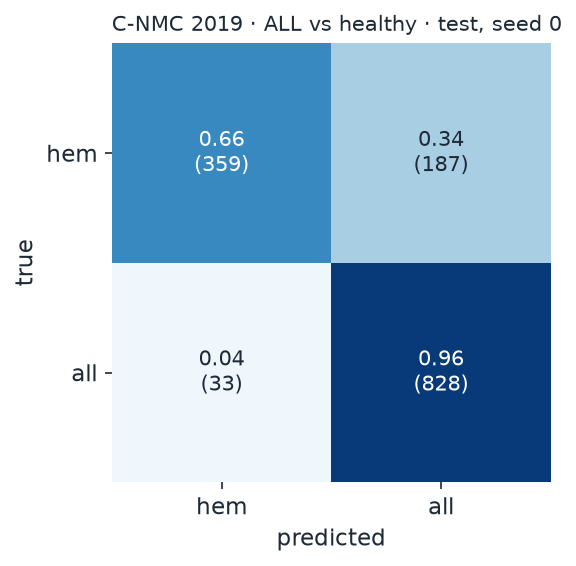 C-NMC 2019 · ALL vs healthy · test, seed 0
true
hem
0.66
(359)
0.34
(187)
all
0.04
(33)
0.96
(828)
hem
all
predicted